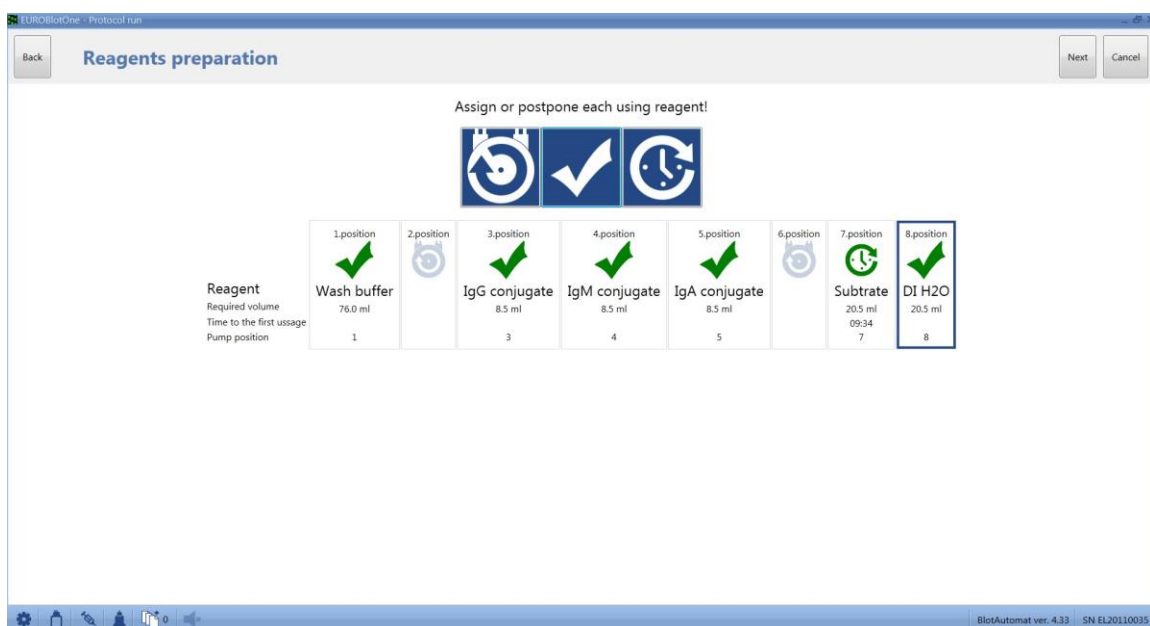 EUROBlotOne - Protocol run
Back
Reagents preparation
Next
Cancel
Assign or postpone each using reagent!
1.position 2.position 3.position 4.position 5.position 6.position 7.position 8.position
Reagent Wash buffer IgG conjugate IgM conjugate IgA conjugate Subtrate DI H2O
Required volume 76.0 ml 8.5 ml 8.5 ml 8.5 ml 20.5 ml 20.5 ml
Time to the first ussage 09:34
Pump position 1 3 4 5 7 8
0
BlotAutomat ver. 4.33 SN EL20110035